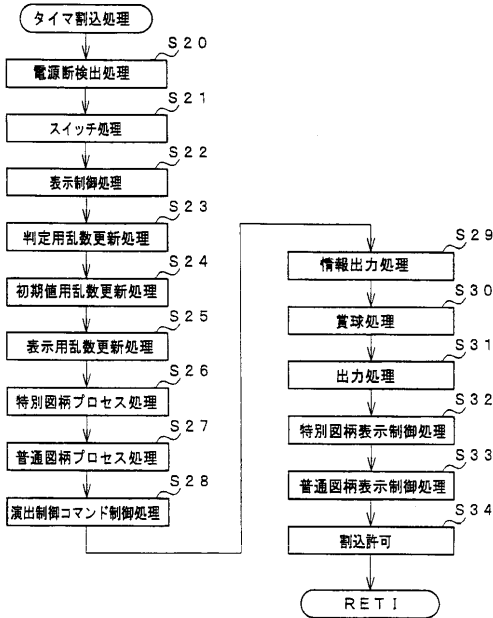 タイマ割込処理
S20
電源断検出処理
S21
スイッチ処理
S22
表示制御処理
S23
判定用乱数更新処理
S24
初期値用乱数更新処理
S25
表示用乱数更新処理
S26
特別図柄プロセス処理
S27
普通図柄プロセス処理
S28
演出制御コマンド制御処理
S29
情報出力処理
S30
賞球処理
S31
出力処理
S32
特別図柄表示制御処理
S33
普通図柄表示制御処理
S34
割込許可
RETI